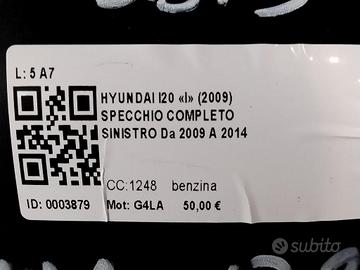 L: 5 A7
HYUNDAI I20 «I» (2009)
SPECCHIO COMPLETO
SINISTRO Da 2009 A 2014
CC:1248 benzina
ID: 0003879 Mot: G4LA 50,00 €
subito